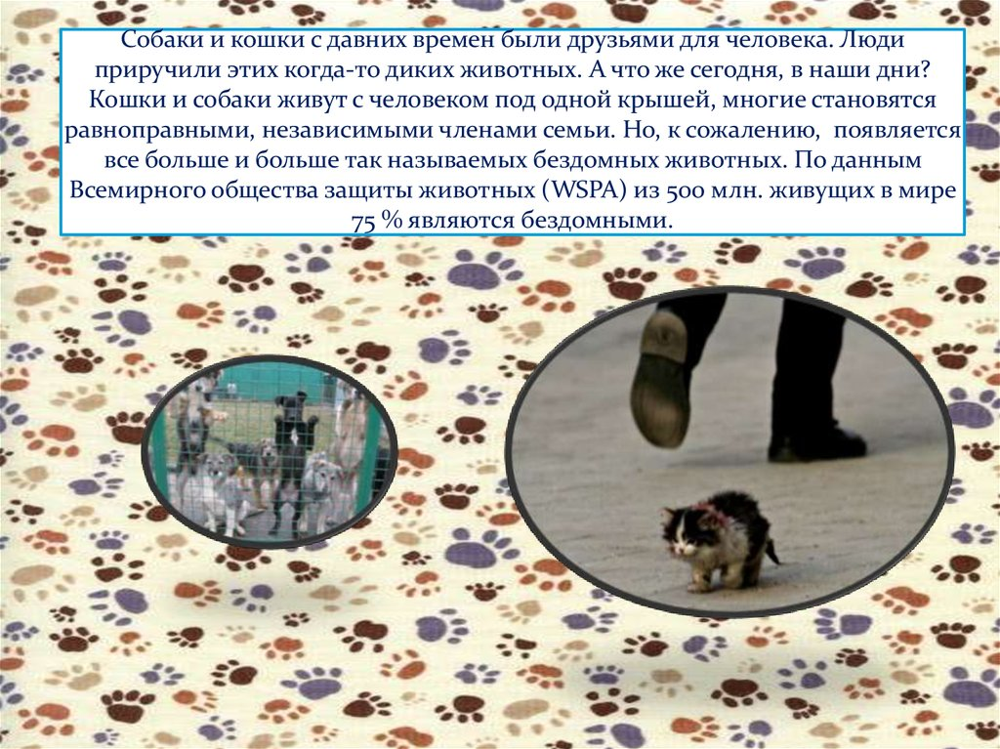 Собаки и кошки с давних времен были друзьями для человека. Люди
приручили этих когда-то диких животных. А что же сегодня, в наши дни?
Кошки и собаки живут с человеком под одной крышей, многие становятся
равноправными, независимыми членами семьи. Но, к сожалению,  появляется
все больше и больше так называемых бездомных животных. По данным
Всемирного общества защиты животных (WSPA) из 500 млн. живущих в мире
75 % являются бездомными.